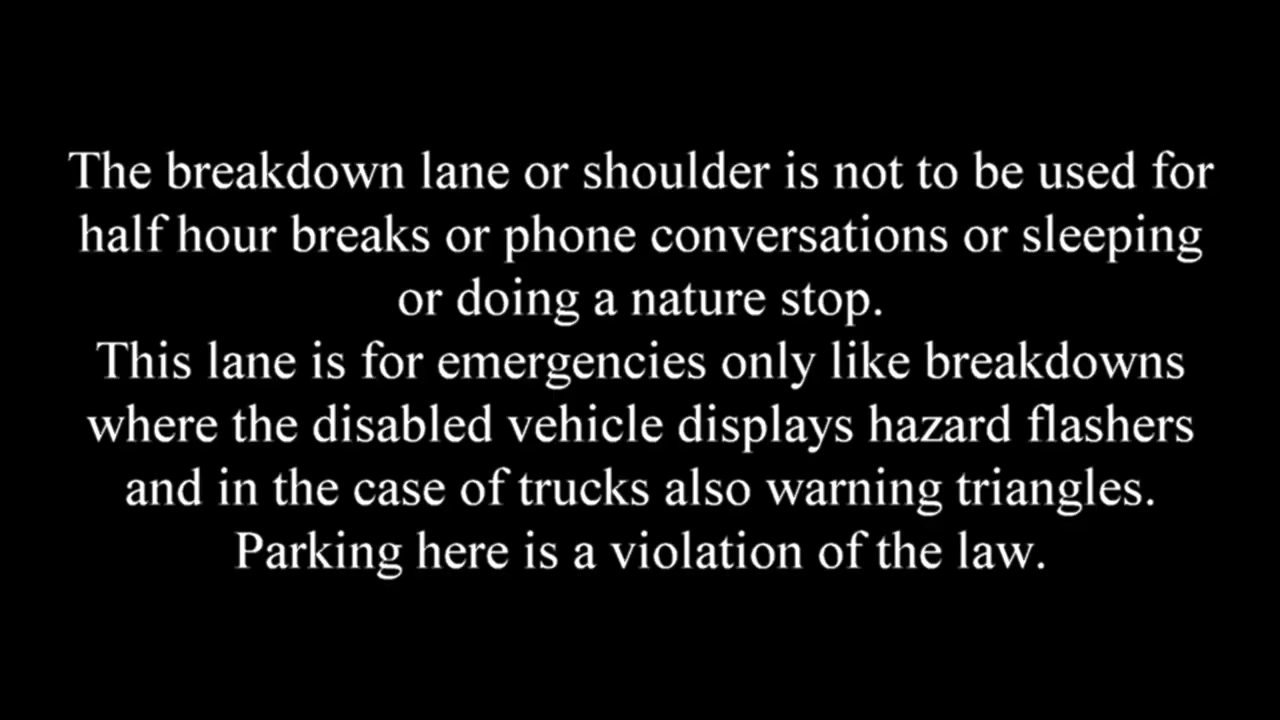 The breakdown lane or shoulder is not to be used for
half hour breaks or phone conversations or sleeping
or doing a nature stop.
This lane is for emergencies only like breakdowns
where the disabled vehicle displays hazard flashers
and in the case of trucks also warning triangles.
Parking here is a violation of the law.